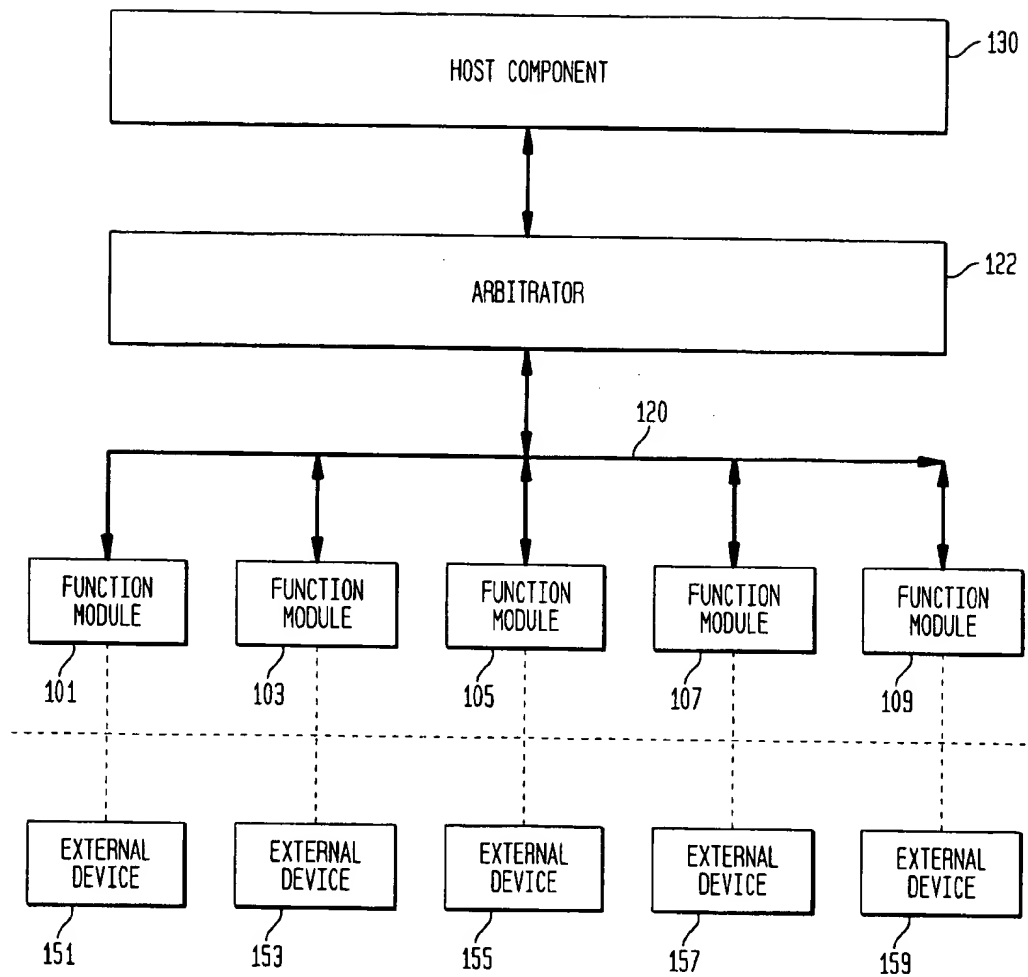 HOST COMPONENT
130
ARBITRATOR
122
120
FUNCTION
MODULE
FUNCTION
MODULE
FUNCTION
MODULE
FUNCTION
MODULE
FUNCTION
MODULE
101
103
105
107
109
EXTERNAL
DEVICE
EXTERNAL
DEVICE
EXTERNAL
DEVICE
EXTERNAL
DEVICE
EXTERNAL
DEVICE
151
153
155
157
159